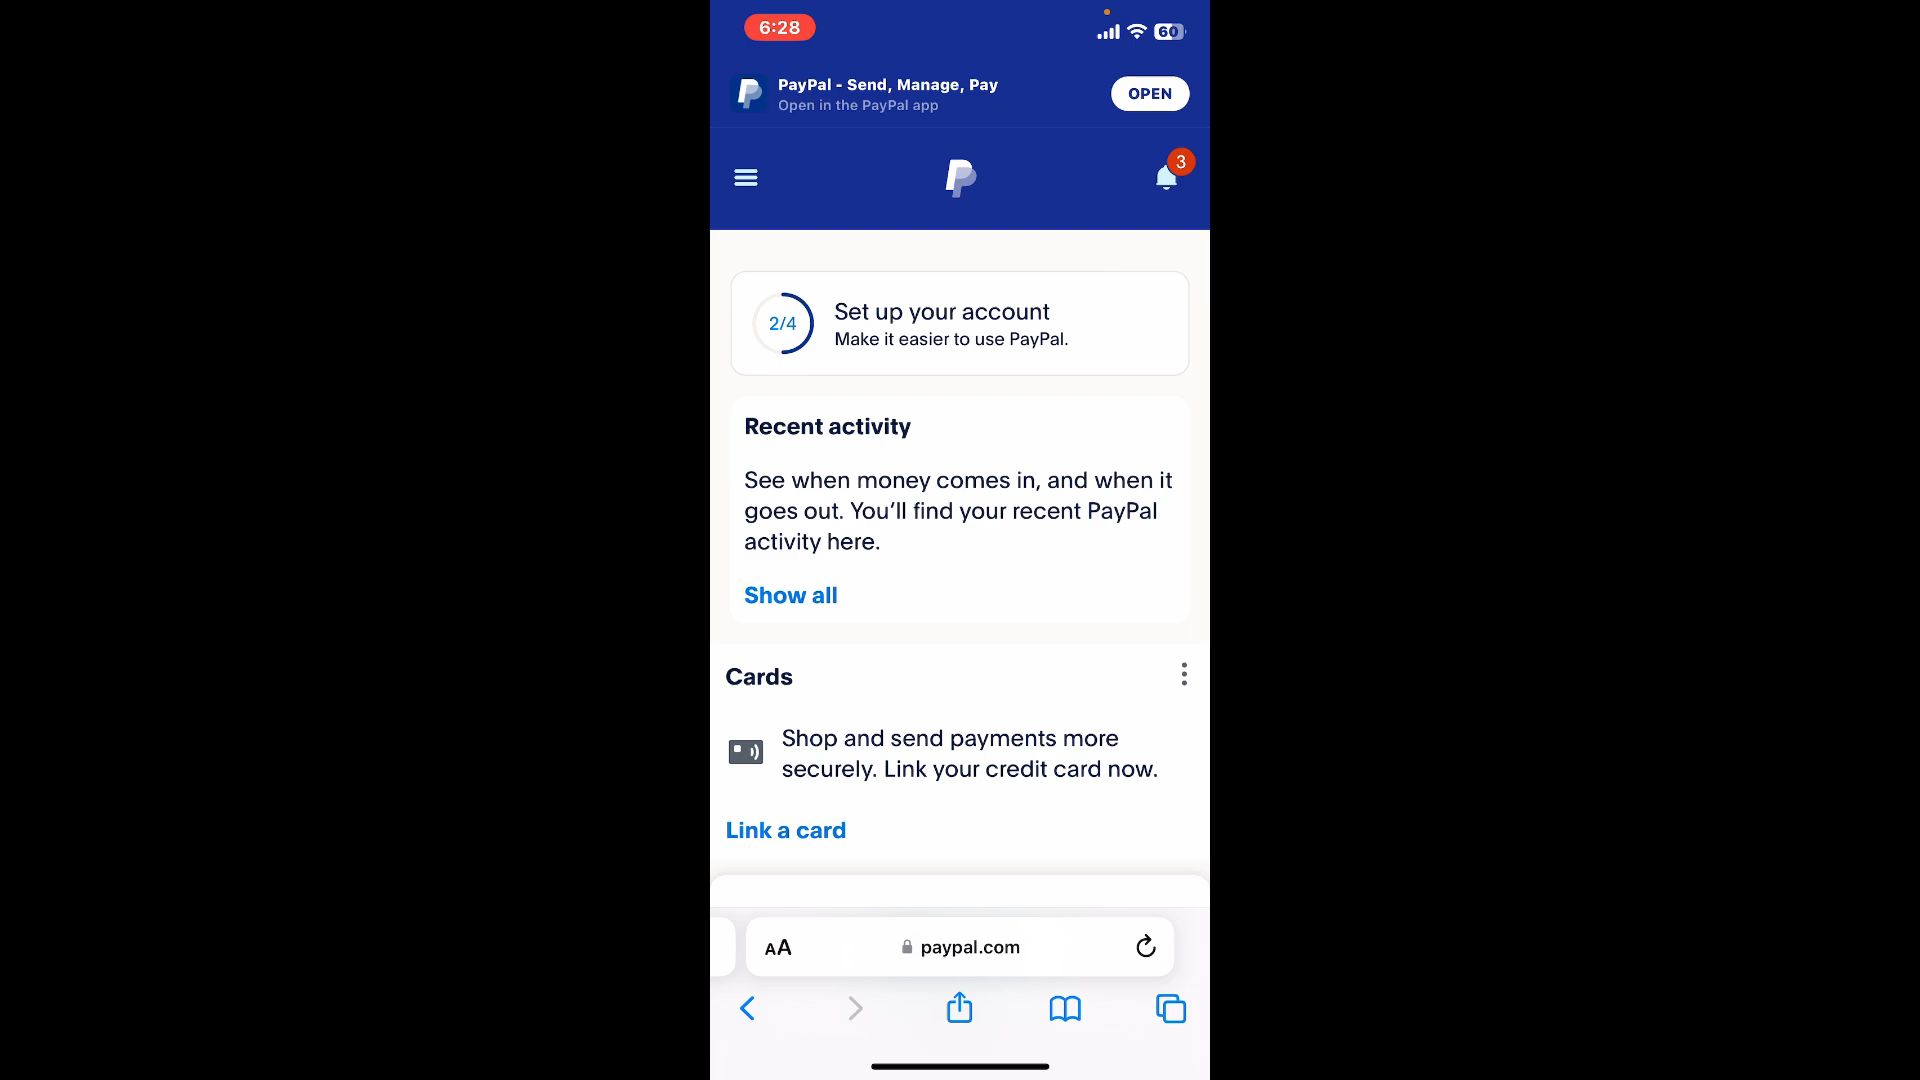 6:28
60
PayPal - Send, Manage, Pay
Open in the PayPal app
OPEN
3
2/4
Set up your account
Make it easier to use PayPal.
Recent activity
See when money comes in, and when it
goes out. You’ll find your recent PayPal
activity here.
Show all
Cards
Shop and send payments more
securely. Link your credit card now.
Link a card
AA
paypal.com